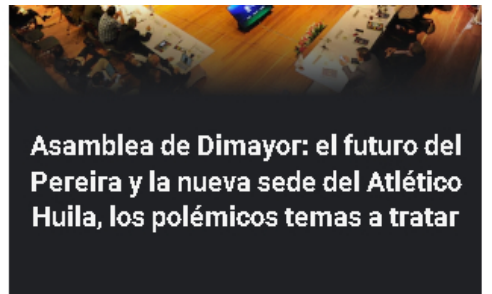 Asamblea de Dimayor: el futuro del
Pereira y la nueva sede del Atlético
Huila, los polémicos temas a tratar